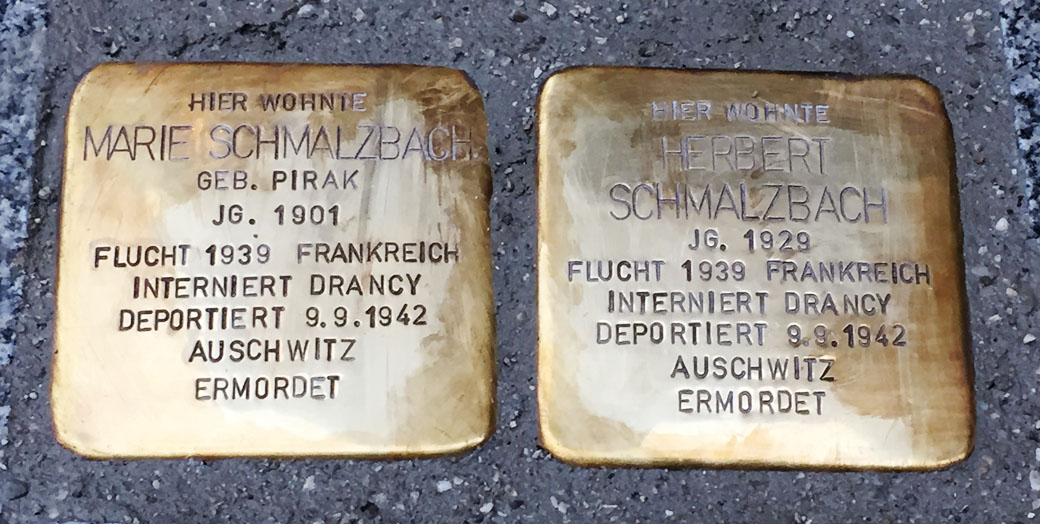 HIER WOHNTE
MARIE SCHMALZBACH
GEB. PIRAK
JG. 1901
FLUCHT 1939 FRANKREICH
INTERNIERT DRANCY
DEPORTIERT 9.9.1942
AUSCHWITZ
ERMORDET
HIER WOHNTE
HERBERT
SCHMALZBACH
JG. 1929
FLUCHT 1939 FRANKREICH
INTERNIERT DRANCY
DEPORTIERT 9.9.1942
AUSCHWITZ
ERMORDET